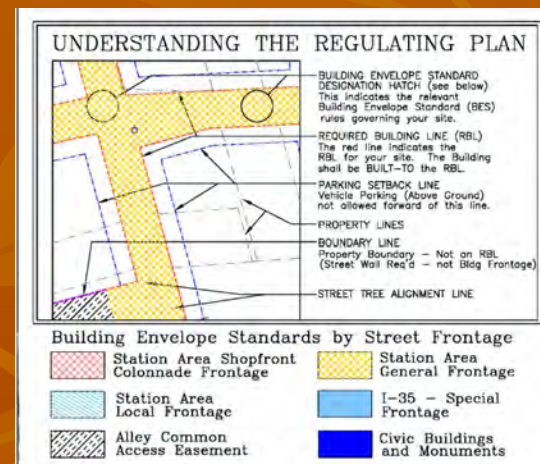 UNDERSTANDING THE REGULATING PLAN
BUILDING ENVELOPE STANDARD
DESIGNATION HATCH (see below)
This indicates the relevant
Building Envelope Standard (BES)
rules governing your site.
REQUIRED BUILDING LINE (RBL)
The red line indicates the
RBL for your site. The Building
shall be BUILT-TO the RBL.
PARKING SETBACK LINE
Vehicle Parking (Above Ground)
not allowed forward of this line.
PROPERTY LINES
BOUNDARY LINE
Property Boundary - Not an RBL
(Street Wall Req'd - not Bldg Frontage)
STREET TREE ALIGNMENT LINE
Building Envelope Standards by Street Frontage
Station Area Shopfront
Colonnade Frontage
Station Area
General Frontage
Station Area
Local Frontage
I-35 - Special
Frontage
Alley Common
Access Easement
Civic Buildings
and Monuments